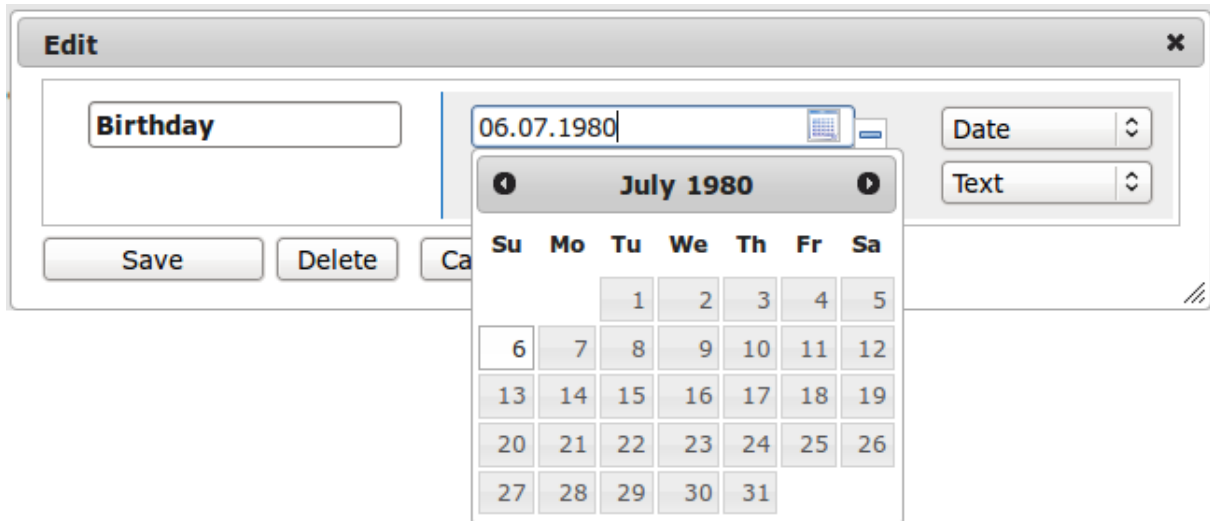 Edit
Birthday
06.07.1980
Date
Text
Save Delete Ca
July 1980
Su Mo Tu We Th Fr Sa
1 2 3 4 5
6 7 8 9 10 11 12
13 14 15 16 17 18 19
20 21 22 23 24 25 26
27 28 29 30 31